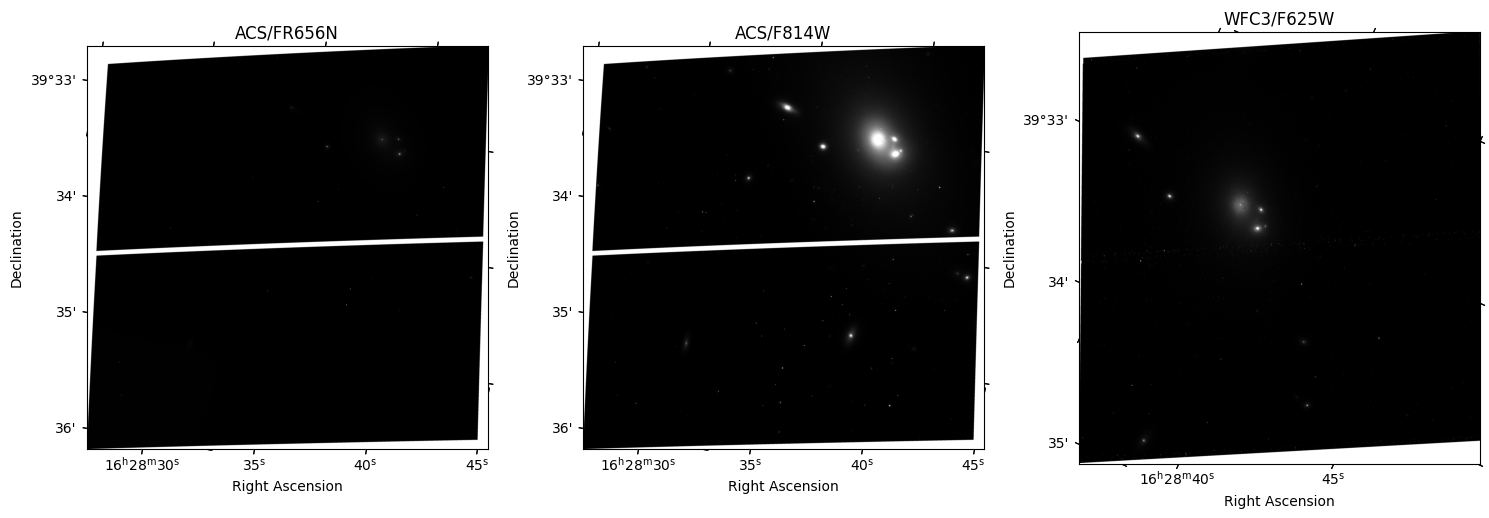 ACS/FR656N
39°33'
34'
35'
36'
Declination
16ʰ28ᵐ30ˢ 35ˢ 40ˢ 45ˢ
Right Ascension
ACS/F814W
39°33'
34'
35'
36'
Declination
16ʰ28ᵐ30ˢ 35ˢ 40ˢ 45ˢ
Right Ascension
WFC3/F625W
39°33'
34'
35'
Declination
16ʰ28ᵐ40ˢ 45ˢ
Right Ascension